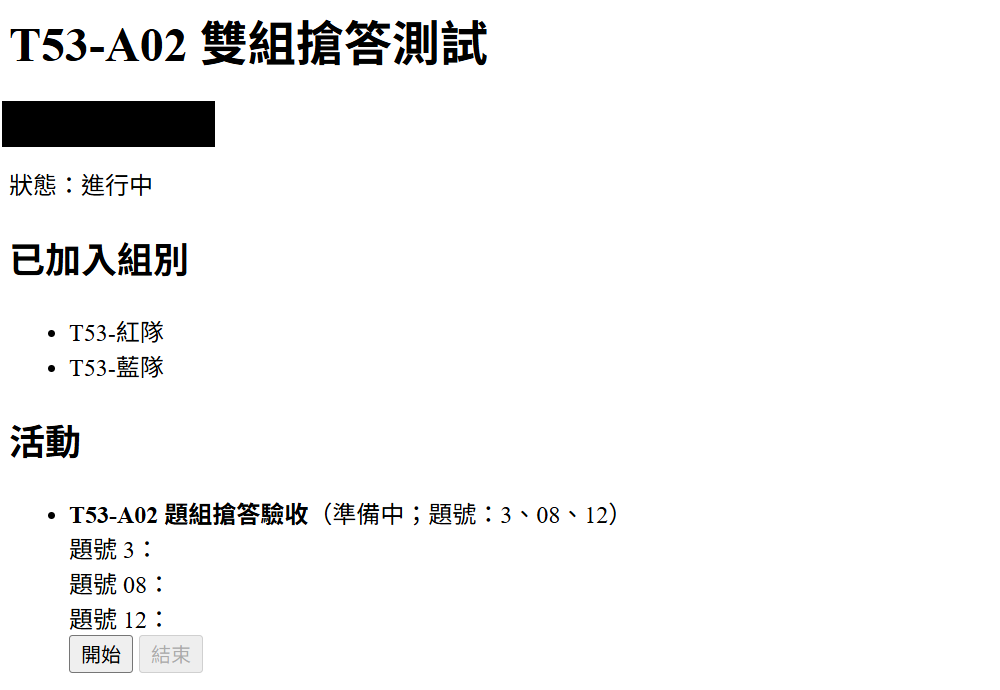 T53-A02 雙組搶答測試
狀態：進行中
已加入組別
T53-紅隊
T53-藍隊
活動
T53-A02 題組搶答驗收（準備中；題號：3、08、12）
題號 3：
題號 08：
題號 12：
開始 結束